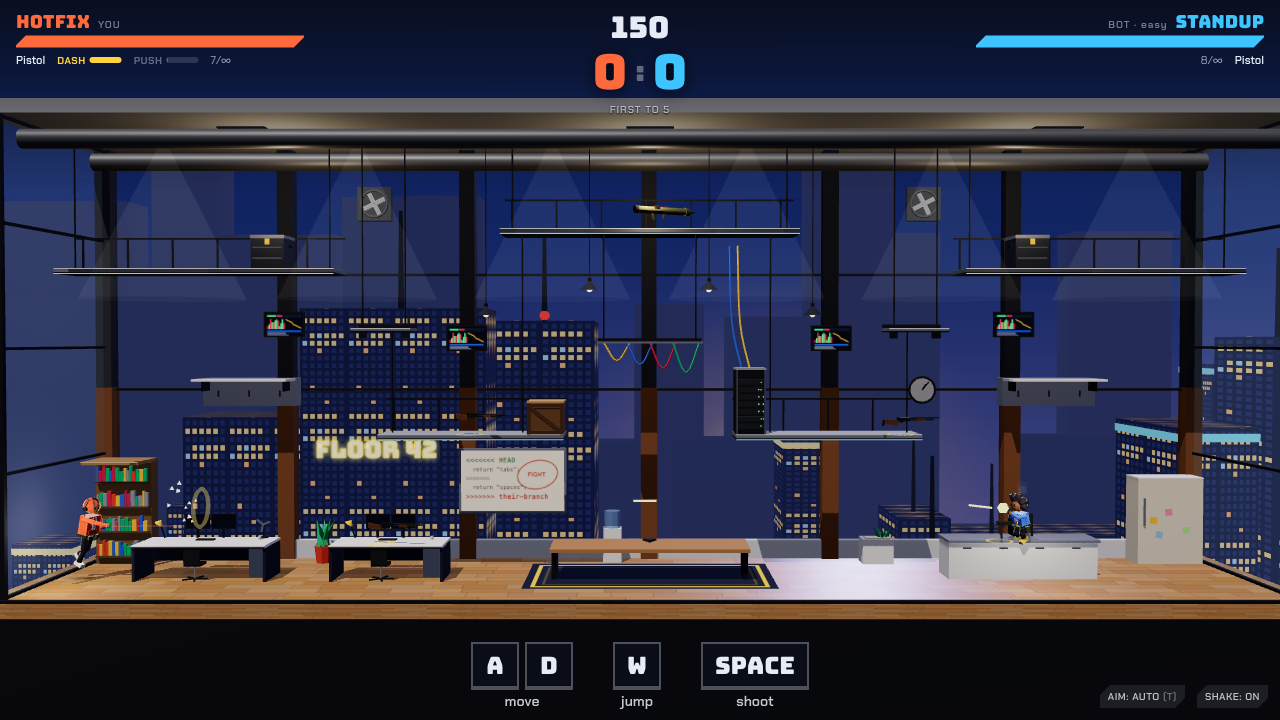 HOTFIX YOU
Pistol DASH PUSH 7/∞
150
0 : 0
FIRST TO 5
BOT · easy STANDUP
8/∞ Pistol
FLOOR 42
<<<<<<< HEAD
return "tabs"
=======
return "spaces"
>>>>>>> their-branch
FIGHT
A D
move
W
jump
SPACE
shoot
AIM: AUTO [T]
SHAKE: ON